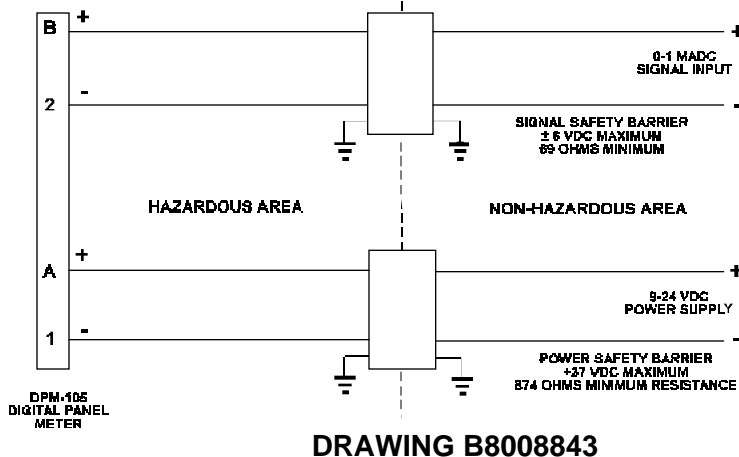 B +
+
0-1 MADC
SIGNAL INPUT
2 -
-
SIGNAL SAFETY BARRIER
± 6 VDC MAXIMUM
69 OHMS MINIMUM
HAZARDOUS AREA
NON-HAZARDOUS AREA
A +
+
9-24 VDC
POWER SUPPLY
1 -
-
POWER SAFETY BARRIER
+27 VDC MAXIMUM
874 OHMS MINIMUM RESISTANCE
DPM-105
DIGITAL PANEL
METER
DRAWING B8008843